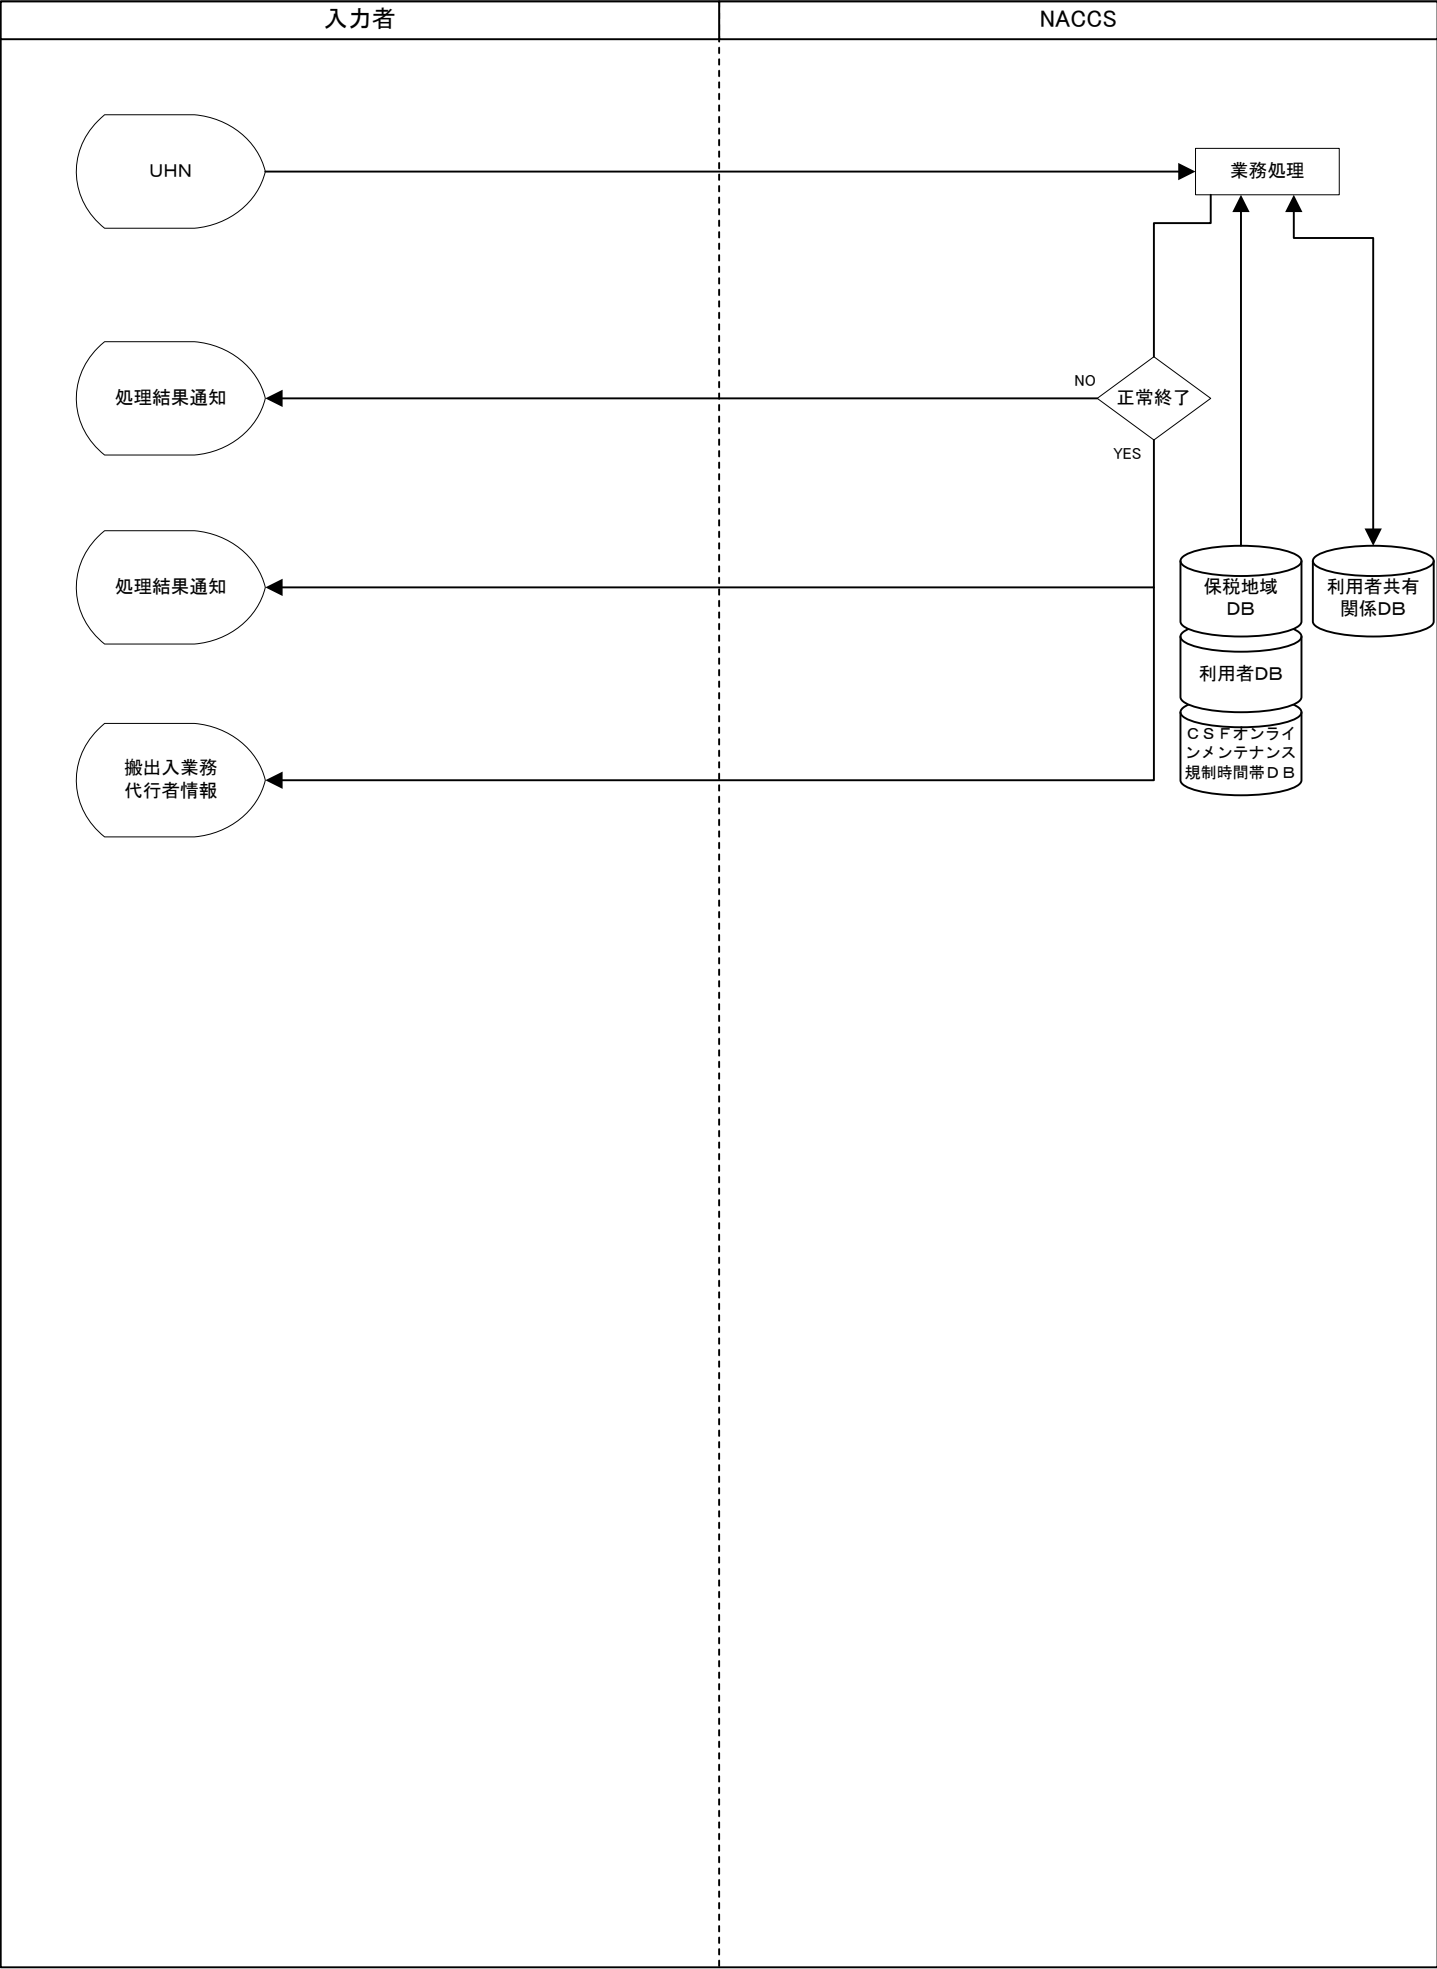 入力者
NACCS
UHN
業務処理
処理結果通知
NO
正常終了
YES
処理結果通知
保税地域
DB
利用者共有
関係DB
利用者DB
搬出入業務
代行者情報
ＣＳＦオンライ
ンメンテナンス
規制時間帯ＤＢ